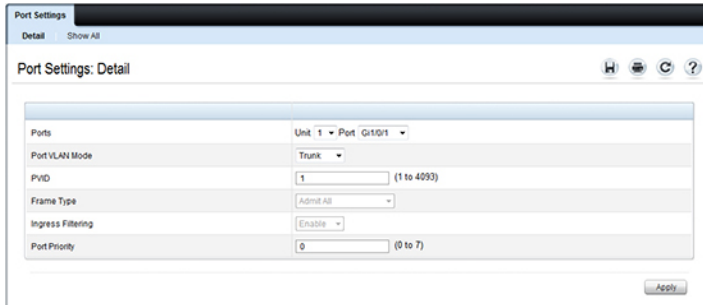 Port Settings
Detail Show All
Port Settings: Detail
Ports Unit 1 Port Gi1/0/1
Port VLAN Mode Trunk
PVID 1 (1 to 4093)
Frame Type Admit All
Ingress Filtering Enable
Port Priority 0 (0 to 7)
Apply